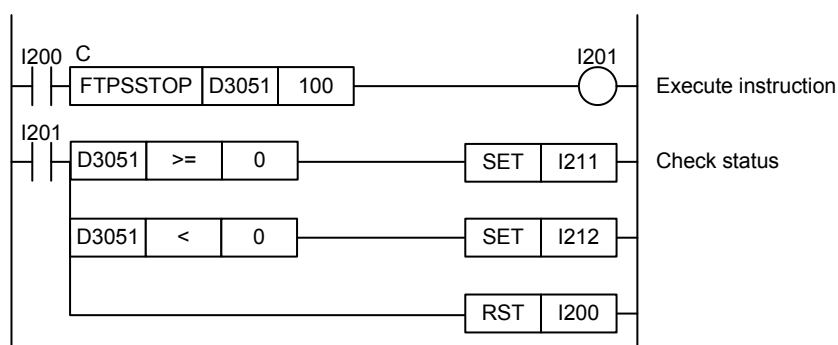 I200 C I201
FTPSSTOP D3051 100 Execute instruction
I201
D3051 >= 0 SET I211 Check status
D3051 < 0 SET I212
RST I200